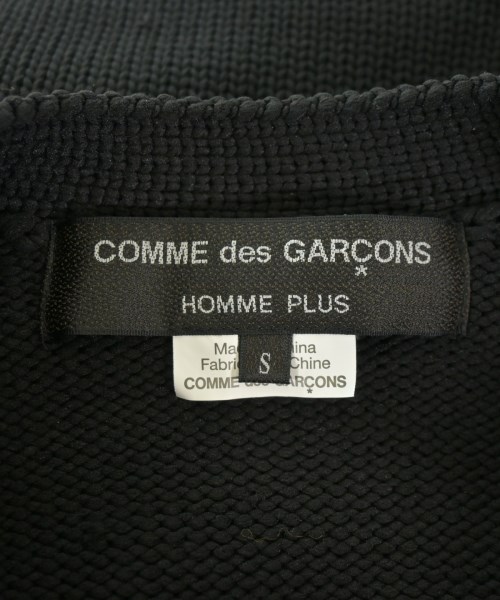 COMME des GARÇONS
*
HOMME PLUS
S
COMME des GARÇONS
*